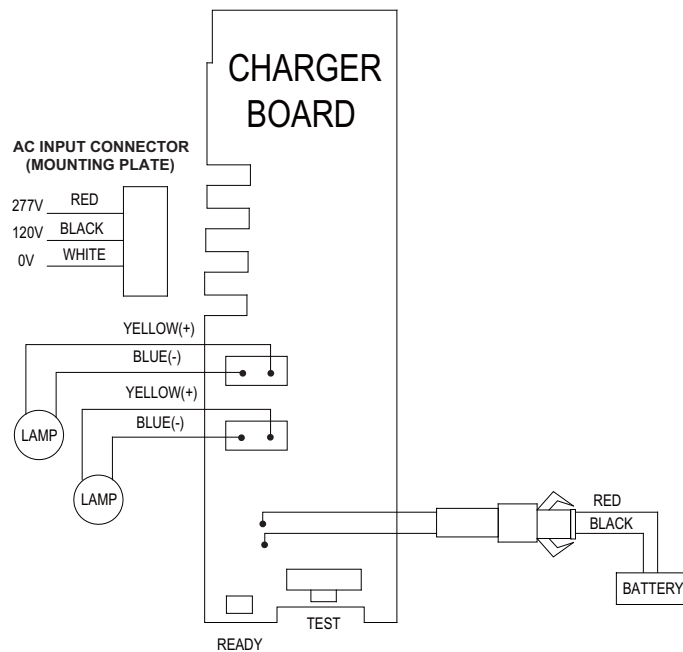 CHARGER
BOARD
AC INPUT CONNECTOR
(MOUNTING PLATE)
277V
RED
120V
BLACK
0V
WHITE
YELLOW(+)
BLUE(-)
YELLOW(+)
BLUE(-)
LAMP
LAMP
RED
BLACK
BATTERY
TEST
READY